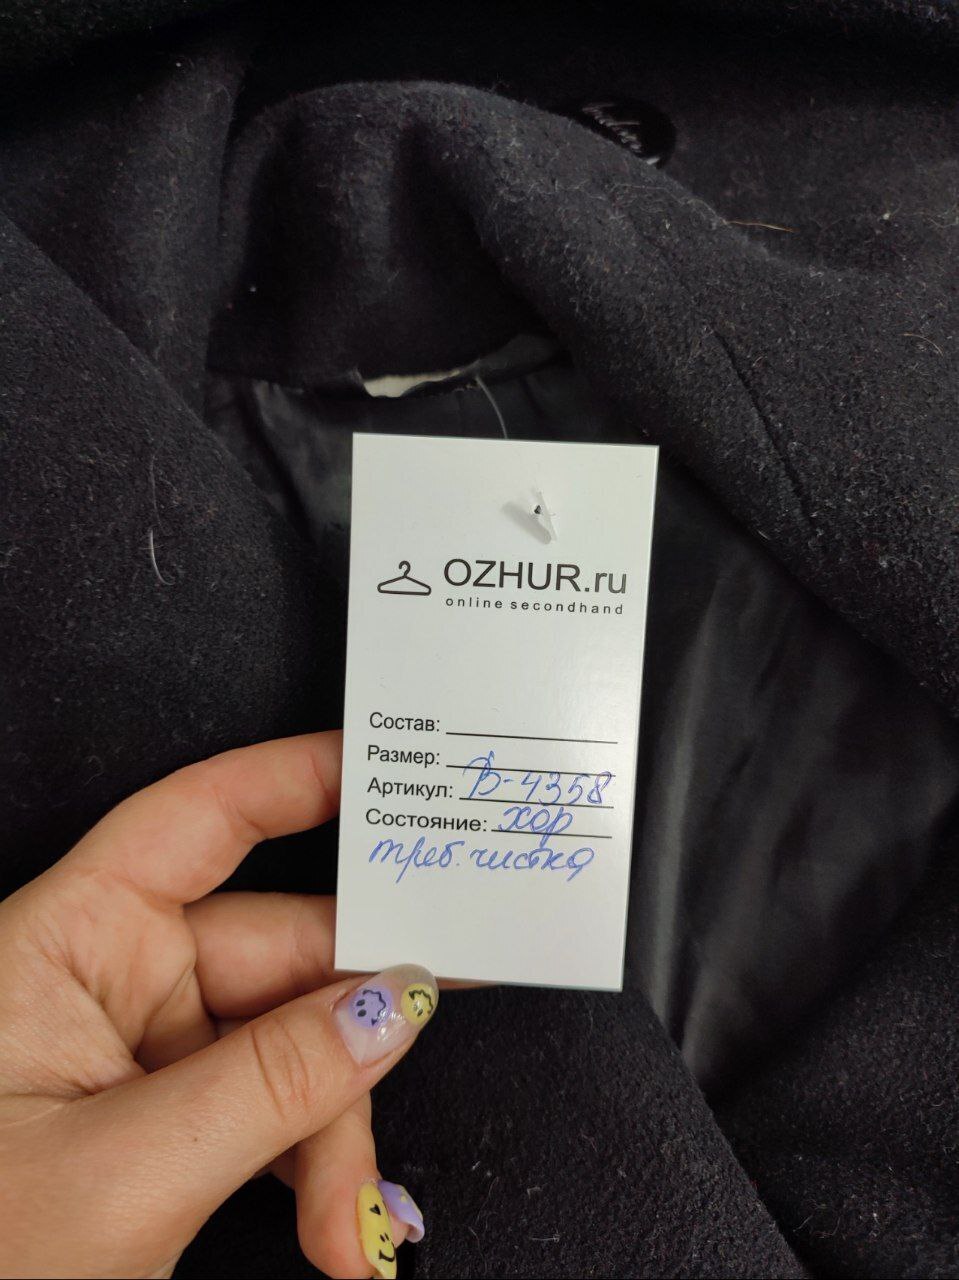 OZHUR.ru
online secondhand
Состав:
Размер:
Артикул: В-4358
Состояние: хор
треб. чистка